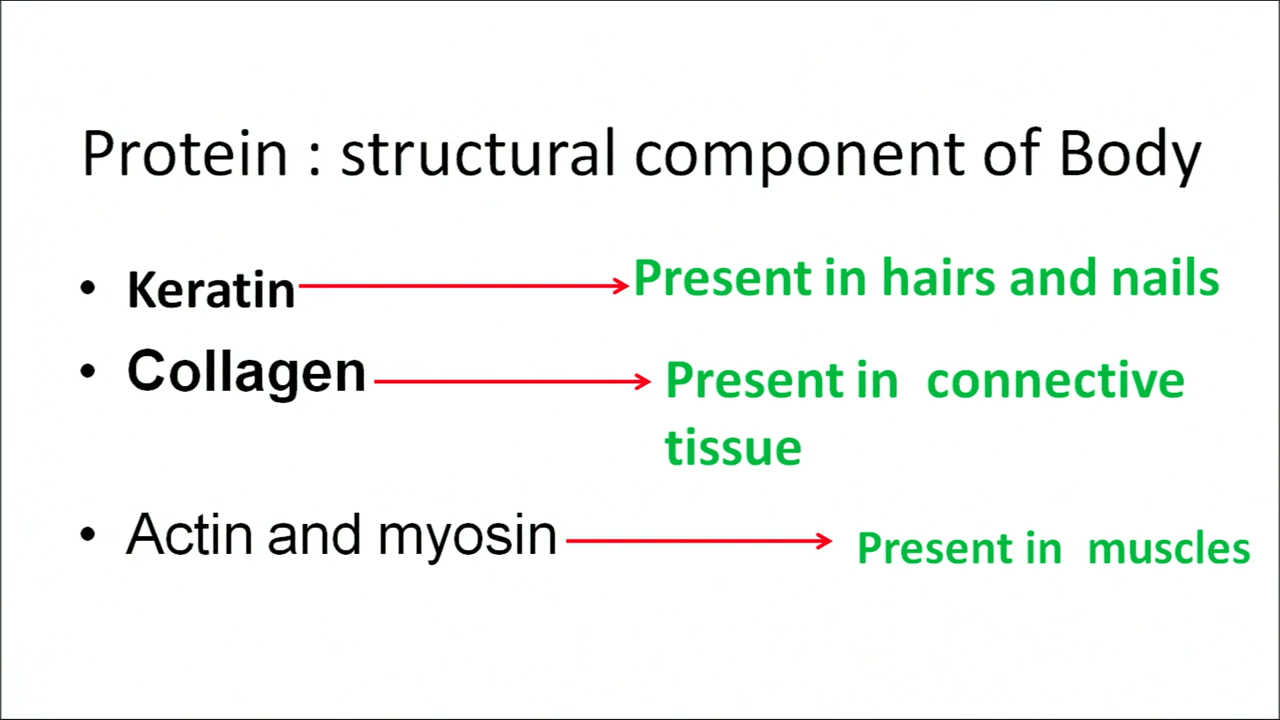 Protein : structural component of Body
• Keratin
Present in hairs and nails
• Collagen
Present in connective
tissue
• Actin and myosin
Present in muscles